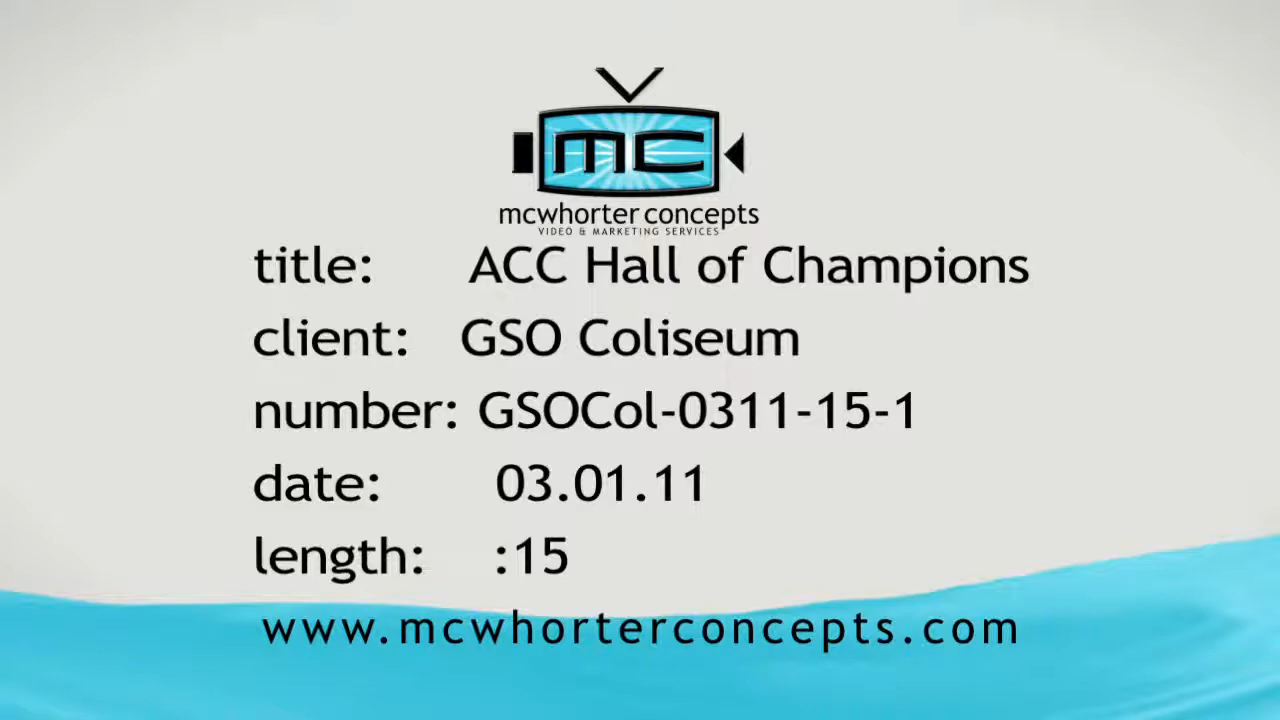 mc
mcwhorter concepts
VIDEO & MARKETING SERVICES
title: ACC Hall of Champions
client: GSO Coliseum
number: GSOCol-0311-15-1
date: 03.01.11
length: :15
www.mcwhorterconcepts.com